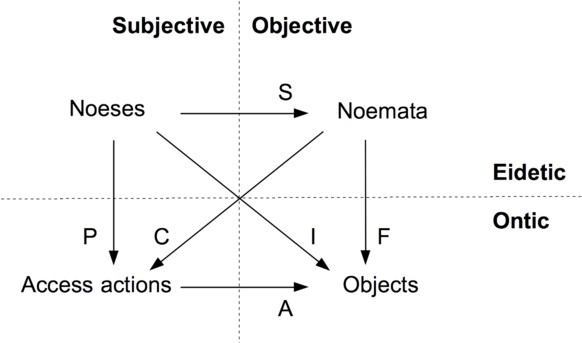 Subjective Objective
S
Noeses Noemata
Eidetic
Ontic
P C I F
Access actions Objects
A